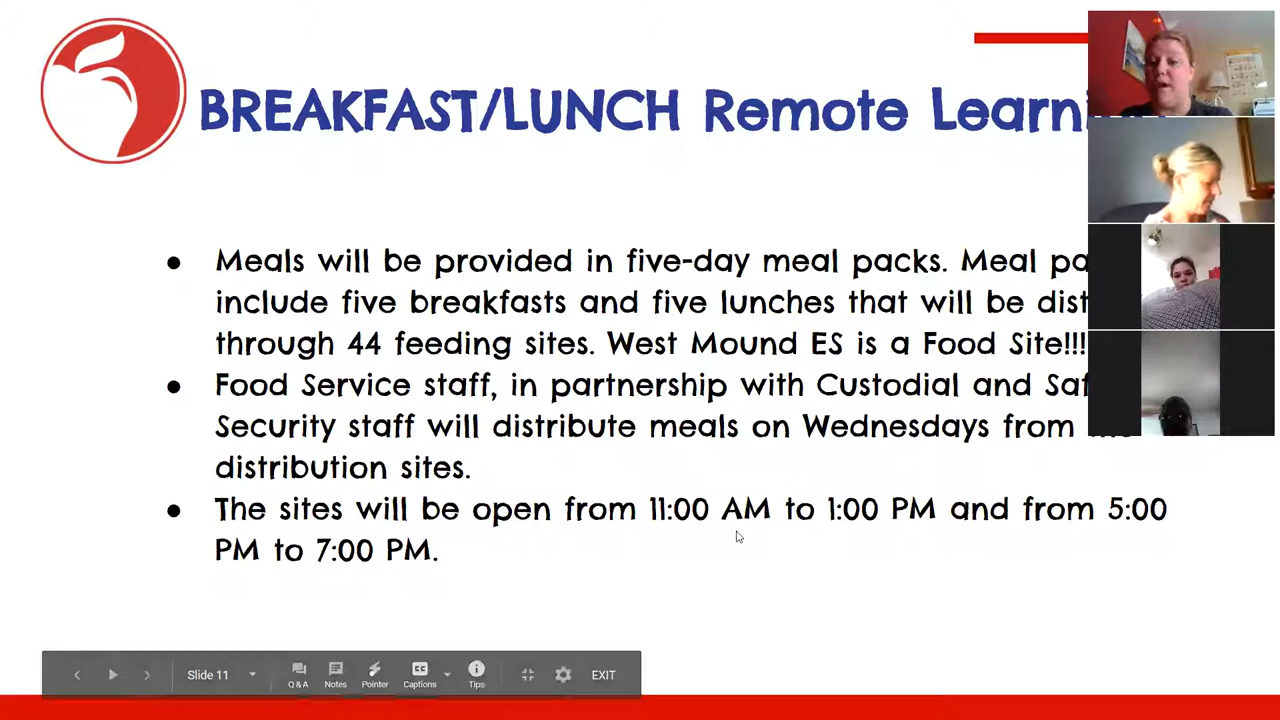 BREAKFAST/LUNCH Remote Learni
Meals will be provided in five-day meal packs. Meal pa
include five breakfasts and five lunches that will be dist
through 44 feeding sites. West Mound ES is a Food Site!!!
Food Service staff, in partnership with Custodial and Saf
Security staff will distribute meals on Wednesdays from
distribution sites.
The sites will be open from 11:00 AM to 1:00 PM and from 5:00
PM to 7:00 PM.
Slide 11
Q & A
Notes
Pointer
Captions
Tips
EXIT